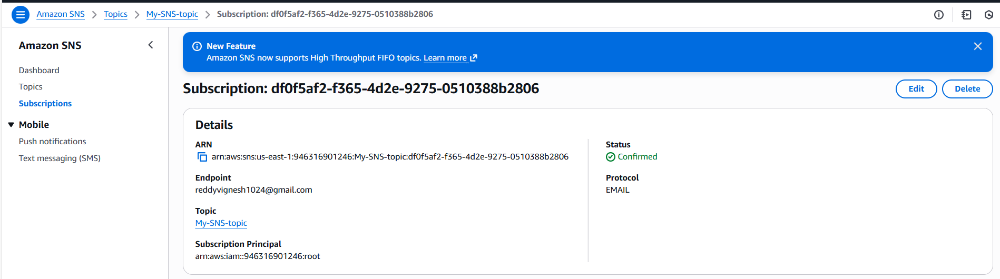 Amazon SNS > Topics > My-SNS-topic > Subscription: df0f5af2-f365-4d2e-9275-0510388b2806
Amazon SNS
Dashboard
Topics
Subscriptions
Mobile
Push notifications
Text messaging (SMS)
New Feature
Amazon SNS now supports High Throughput FIFO topics. Learn more
Subscription: df0f5af2-f365-4d2e-9275-0510388b2806
Edit
Delete
Details
ARN
arn:aws:sns:us-east-1:946316901246:My-SNS-topic:df0f5af2-f365-4d2e-9275-0510388b2806
Endpoint
reddyvignesh1024@gmail.com
Topic
My-SNS-topic
Subscription Principal
arn:aws:iam::946316901246:root
Status
Confirmed
Protocol
EMAIL